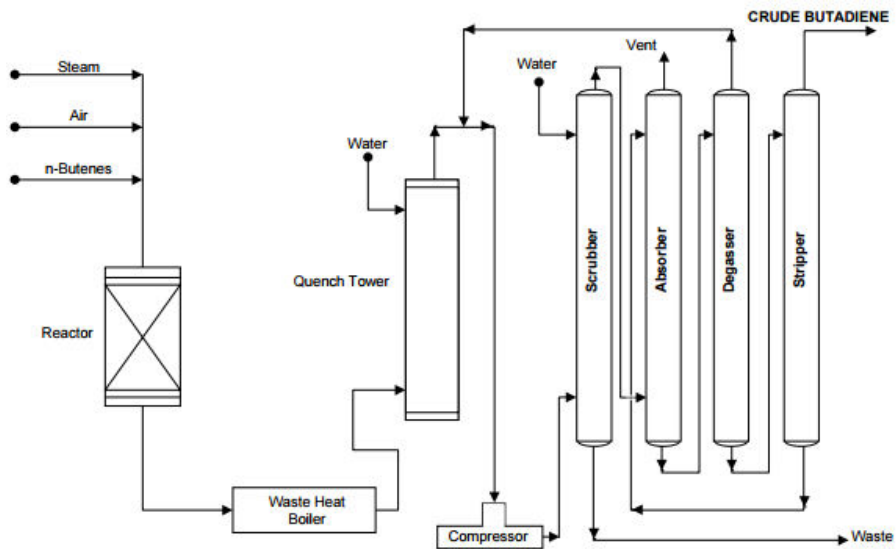 CRUDE BUTADIENE
Steam
Vent
Water
Air
Water
n-Butenes
Quench Tower
Scrubber
Absorber
Degasser
Stripper
Reactor
Waste Heat
Boiler
Compressor
Waste